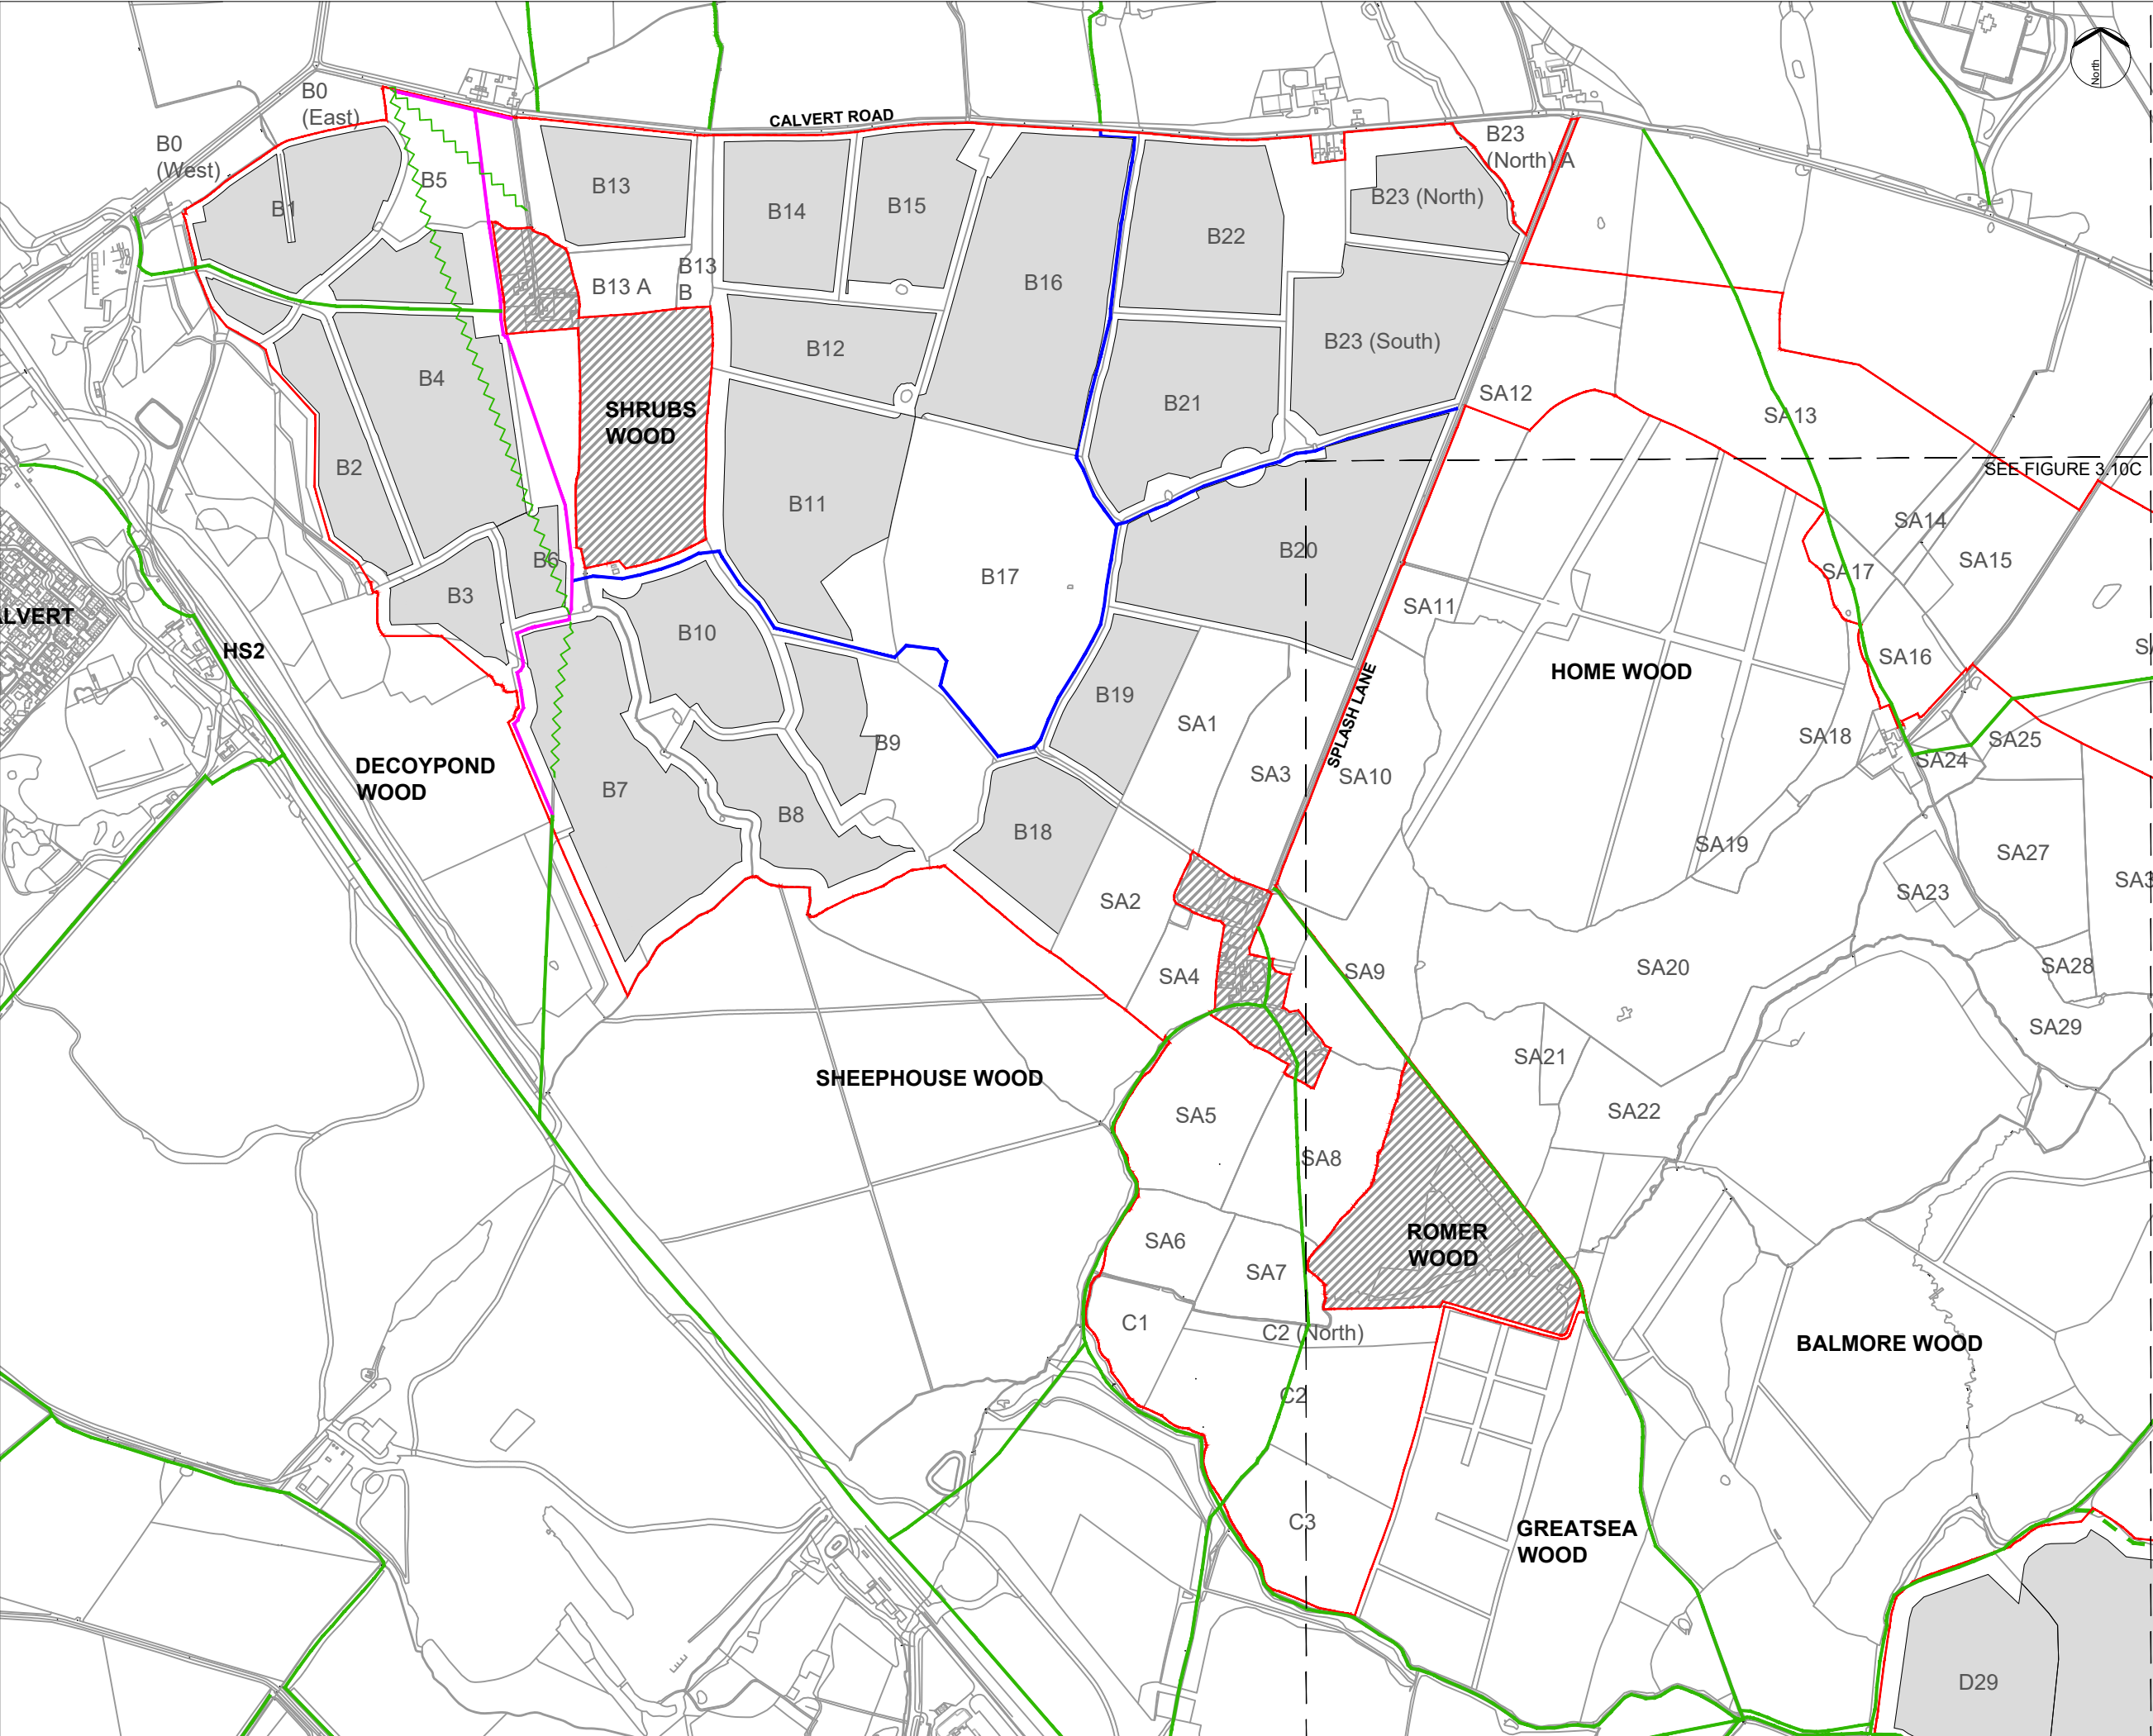 North
B0
(East)
CALVERT ROAD
B0
(West)
B23
(North) A
B5
B13
B1
B14
B15
B23 (North)
B22
B13
B
B13 A
B16
B12
B23 (South)
B4
SHRUBS
WOOD
B21
SA12
SA13
B2
SEE FIGURE 3.10C
B11
SA14
B6
B20
SA15
B17
SA17
B3
SA11
ALVERT
B10
HS2
SA16
HOME WOOD
B19
SA1
SPLASH LANE
SA18
SA25
B9
SA24
DECOYPOND
WOOD
SA3
SA10
B7
B8
B18
SA19
SA27
SA2
SA23
SA3
SA4
SA9
SA20
SA28
SA29
SHEEPHOUSE WOOD
SA21
SA5
SA22
SA8
SA6
ROMER
WOOD
SA7
C1
C2 (North)
BALMORE WOOD
C2
C3
GREATSEA
WOOD
D29